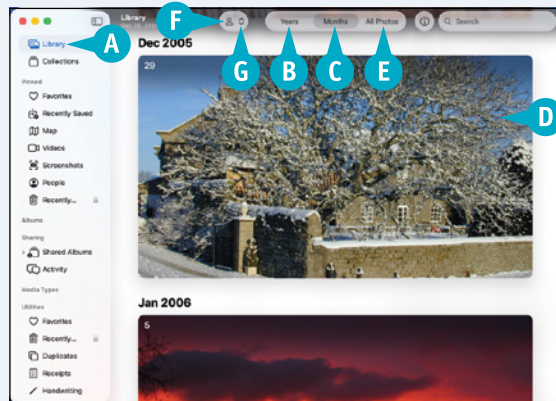 Library
F
Years
Months
All Photos
Search
Library
A
G
B
C
E
Dec 2005
Collections
29
Pinned
Favorites
Recently Saved
D
Map
Videos
Screenshots
People
Recently...
Albums
Sharing
Shared Albums
Activity
Media Types
Jan 2006
Utilities
5
Favorites
Recently...
Duplicates
Receipts
Handwriting